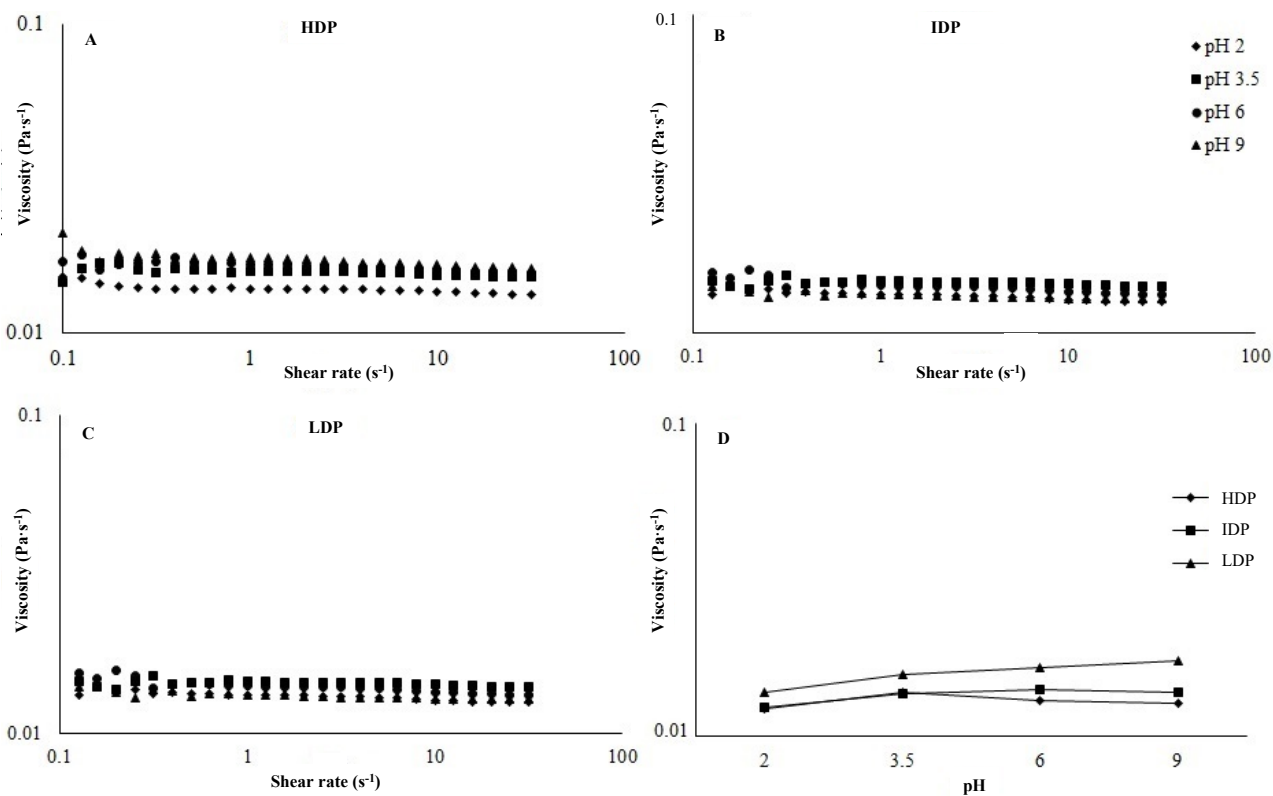 0.1
A
HDP
Viscosity (Pa·s⁻¹)
0.01
0.1
1
10
100
Shear rate (s⁻¹)
0.1
B
IDP
pH 2
pH 3.5
pH 6
pH 9
Viscosity (Pa·s⁻¹)
0.01
0.1
1
10
100
Shear rate (s⁻¹)
0.1
C
LDP
Viscosity (Pa·s⁻¹)
0.01
0.1
1
10
100
Shear rate (s⁻¹)
0.1
D
HDP
IDP
LDP
Viscosity (Pa·s⁻¹)
0.01
2
3.5
6
9
pH